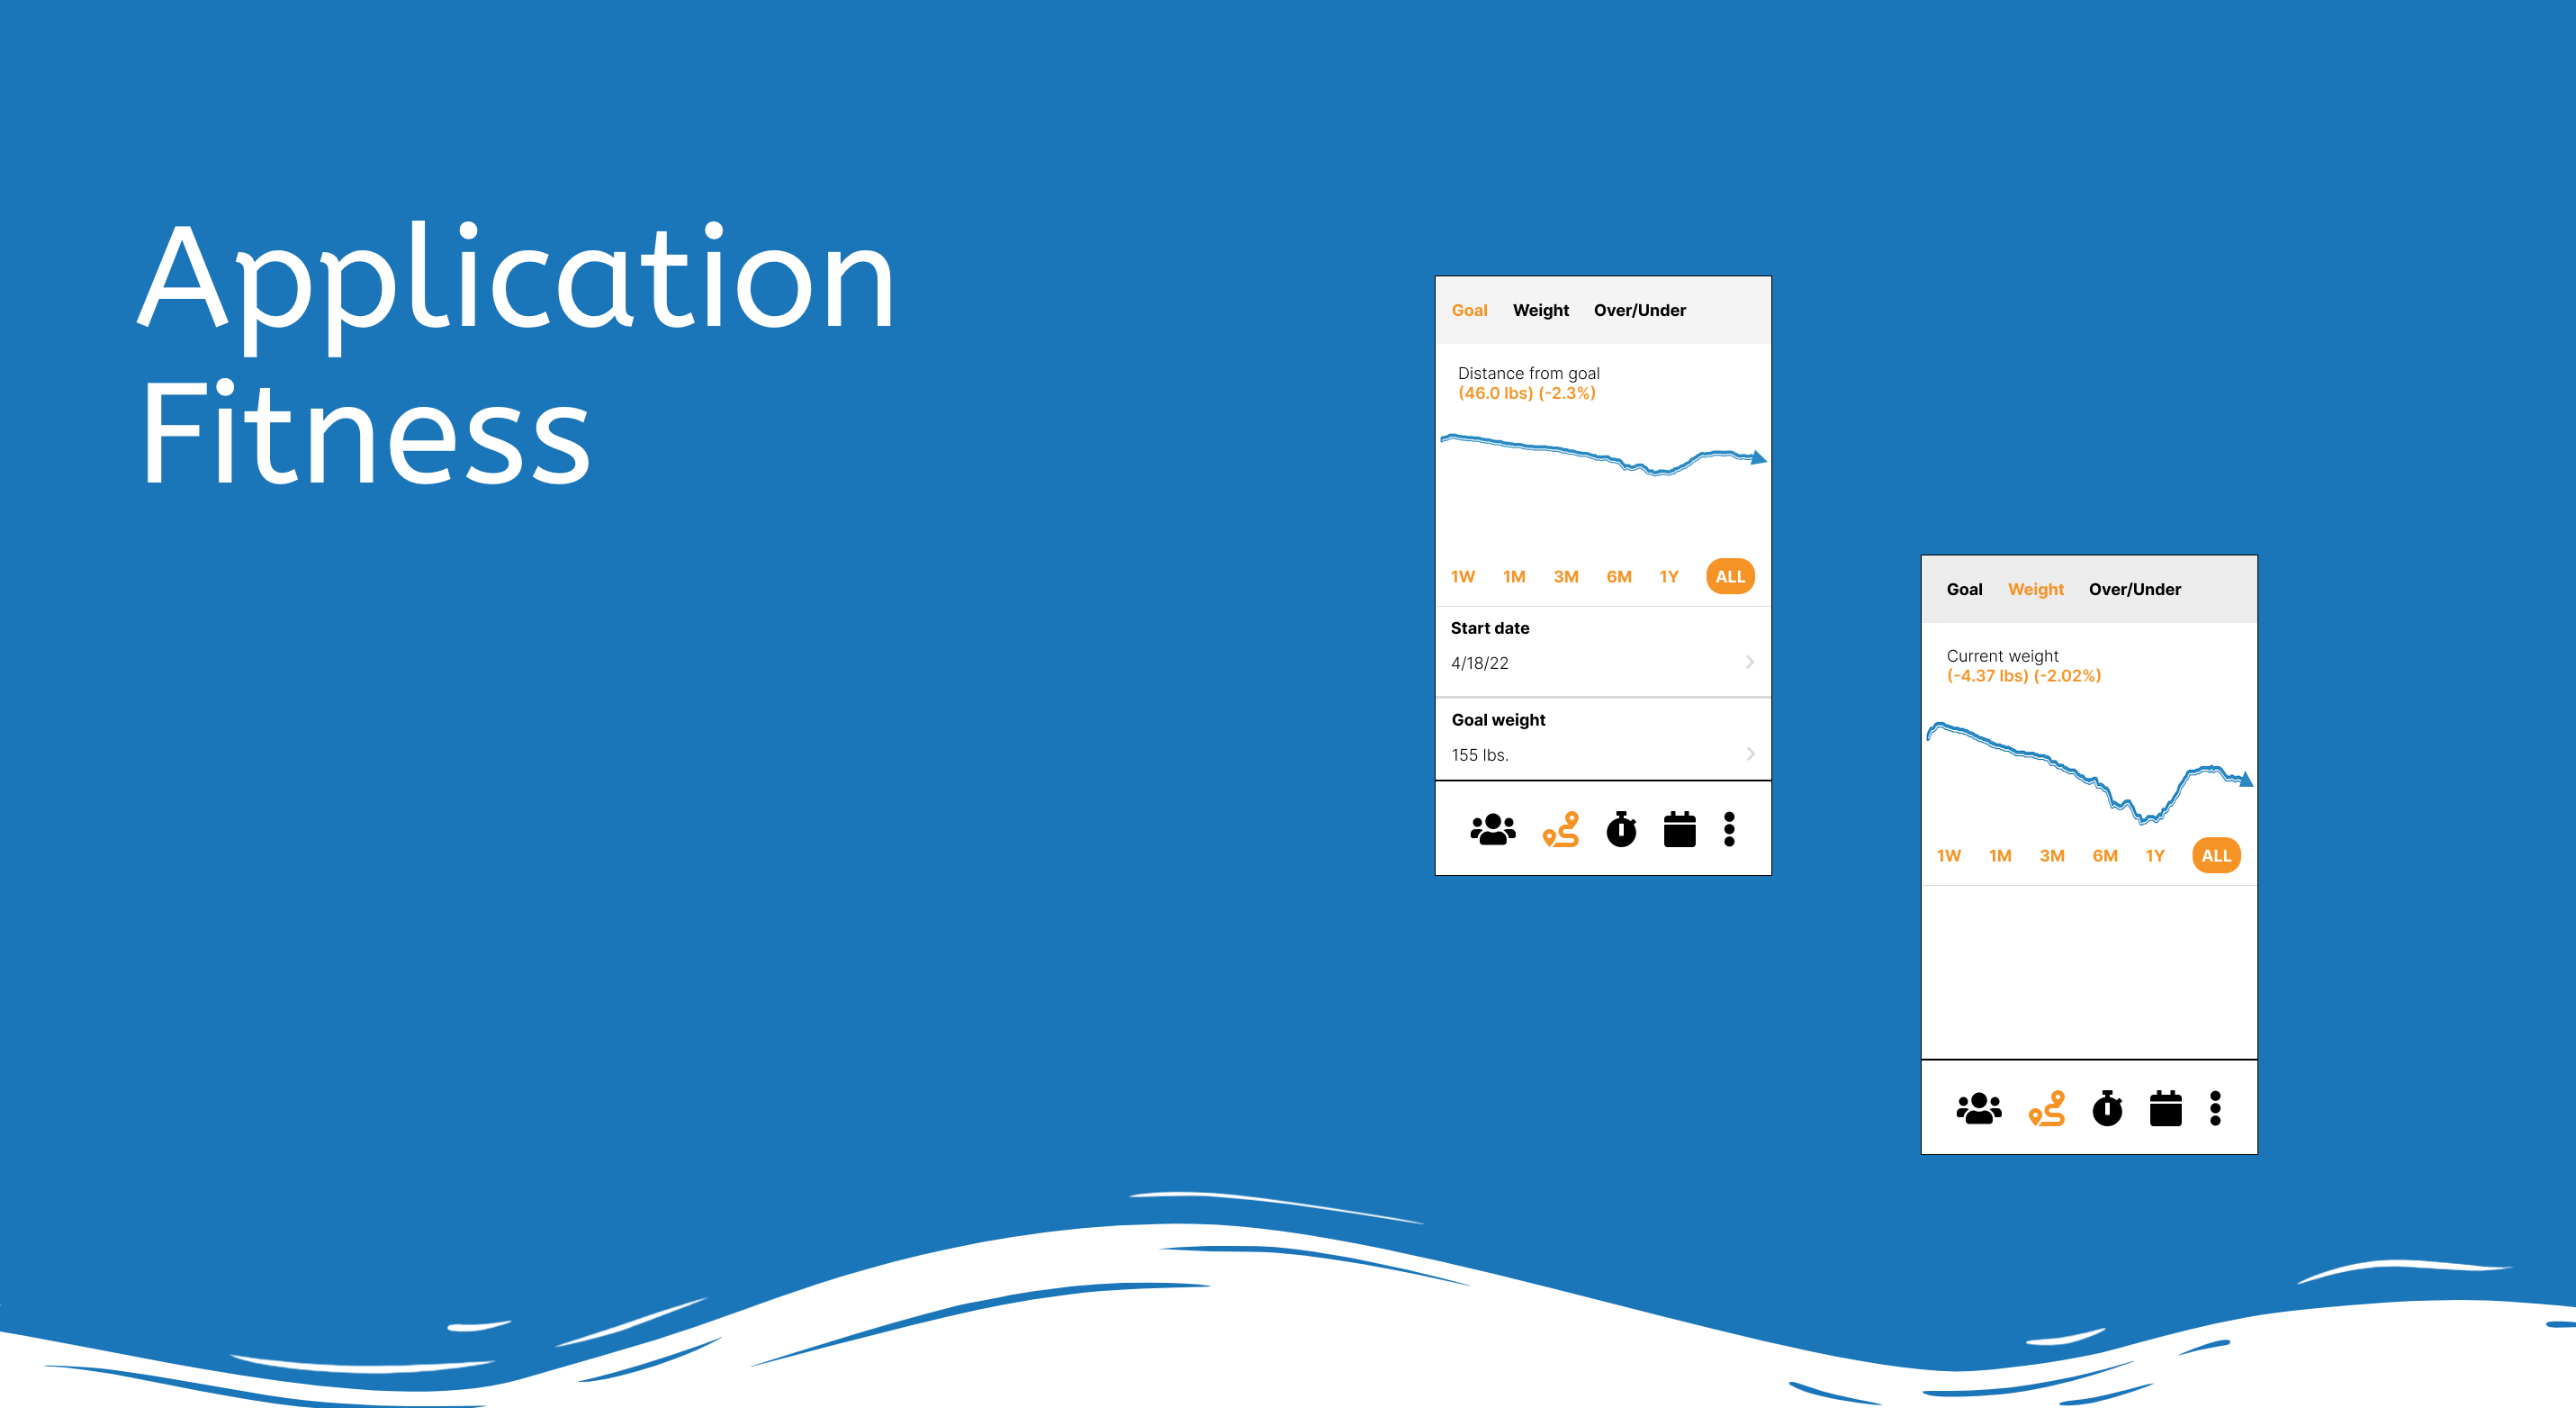 Application
Fitness
Goal Weight Over/Under
Distance from goal
(46.0 lbs) (-2.3%)
1W 1M 3M 6M 1Y ALL
Start date
4/18/22
Goal weight
155 lbs.
Goal Weight Over/Under
Current weight
(-4.37 lbs) (-2.02%)
1W 1M 3M 6M 1Y ALL